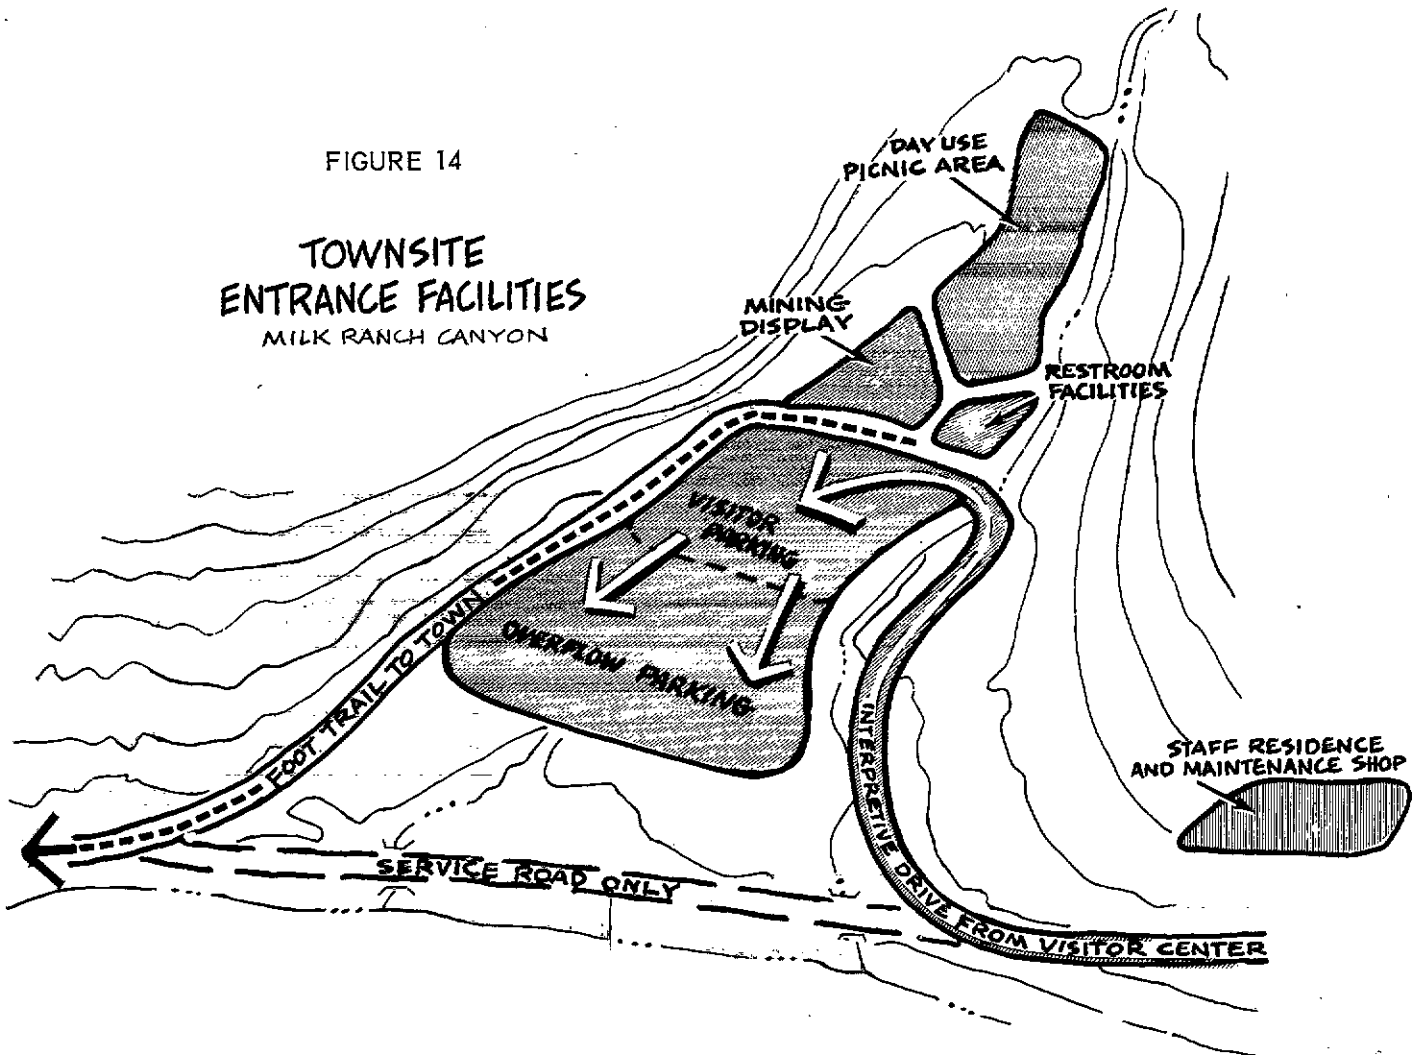 FIGURE 14
TOWNSITE
ENTRANCE FACILITIES
MILK RANCH CANYON
DAY USE
PICNIC AREA
MINING
DISPLAY
RESTROOM
FACILITIES
VISITOR
PARKING
OVERFLOW PARKING
FOOT TRAIL TO TOWN
INTERPRETIVE DRIVE FROM VISITOR CENTER
STAFF RESIDENCE
AND MAINTENANCE SHOP
SERVICE ROAD ONLY